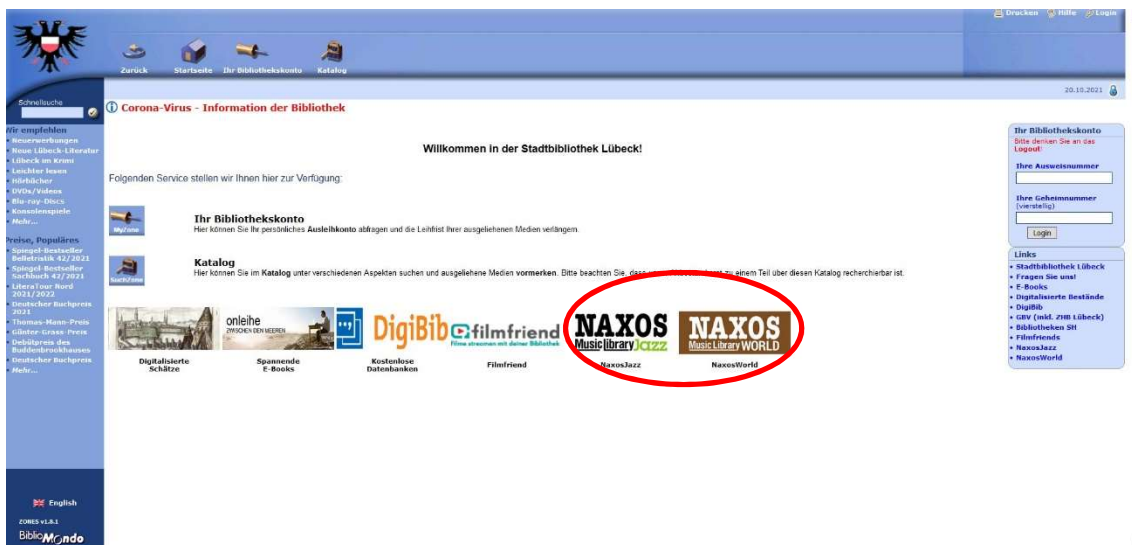 Drucken Hilfe Login
Zurück Startseite Ihr Bibliothekskonto Katalog
20.10.2021
Schnellsuche
Corona-Virus - Information der Bibliothek
Wir empfehlen
Neuerwerbungen
Neue Lübeck-Literatur
Lübeck im Krimi
Leichter lesen
Hörbücher
DVDs/Videos
Blu-ray-Discs
Konsolenspiele
Mehr...
Preise, Populäres
Spiegel-Bestseller
Belletristik 42/2021
Spiegel-Bestseller
Sachbuch 42/2021
LiteraTour Nord
2021/2022
Deutscher Buchpreis
2021
Thomas-Mann-Preis
Günter-Grass-Preis
Debütpreis des
Buddenbrookhauses
Deutscher Buchpreis
Mehr...
English
ZONES v1.8.1
BiblioMondo
Willkommen in der Stadtbibliothek Lübeck!
Folgenden Service stellen wir Ihnen hier zur Verfügung:
MyZone
Ihr Bibliothekskonto
Hier können Sie Ihr persönliches Ausleihkonto abfragen und die Leihfrist Ihrer ausgeliehenen Medien verlängern.
SuchZone
Katalog
Hier können Sie im Katalog unter verschiedenen Aspekten suchen und ausgeliehene Medien vormerken. Bitte beachten Sie, dass zu einem Teil über diesen Katalog recherchierbar ist.
onleihe
ZWISCHEN DEN MEEREN
DigiBib
filmfriend
Filme streamen mit deiner Bibliothek
NAXOS
Music library Jazz
NAXOS
Music Library WORLD
Digitalisierte
Schätze
Spannende
E-Books
Kostenlose
Datenbanken
Filmfriend
NaxosJazz
NaxosWorld
Ihr Bibliothekskonto
Bitte denken Sie an das
Logout!
Ihre Ausweisnummer
Ihre Geheimnummer
(vierstellig)
Login
Links
Stadtbibliothek Lübeck
Fragen Sie uns!
E-Books
Digitalisierte Bestände
DigiBib
GBV (inkl. ZHB Lübeck)
Bibliotheken SH
Filmfriends
NaxosJazz
NaxosWorld